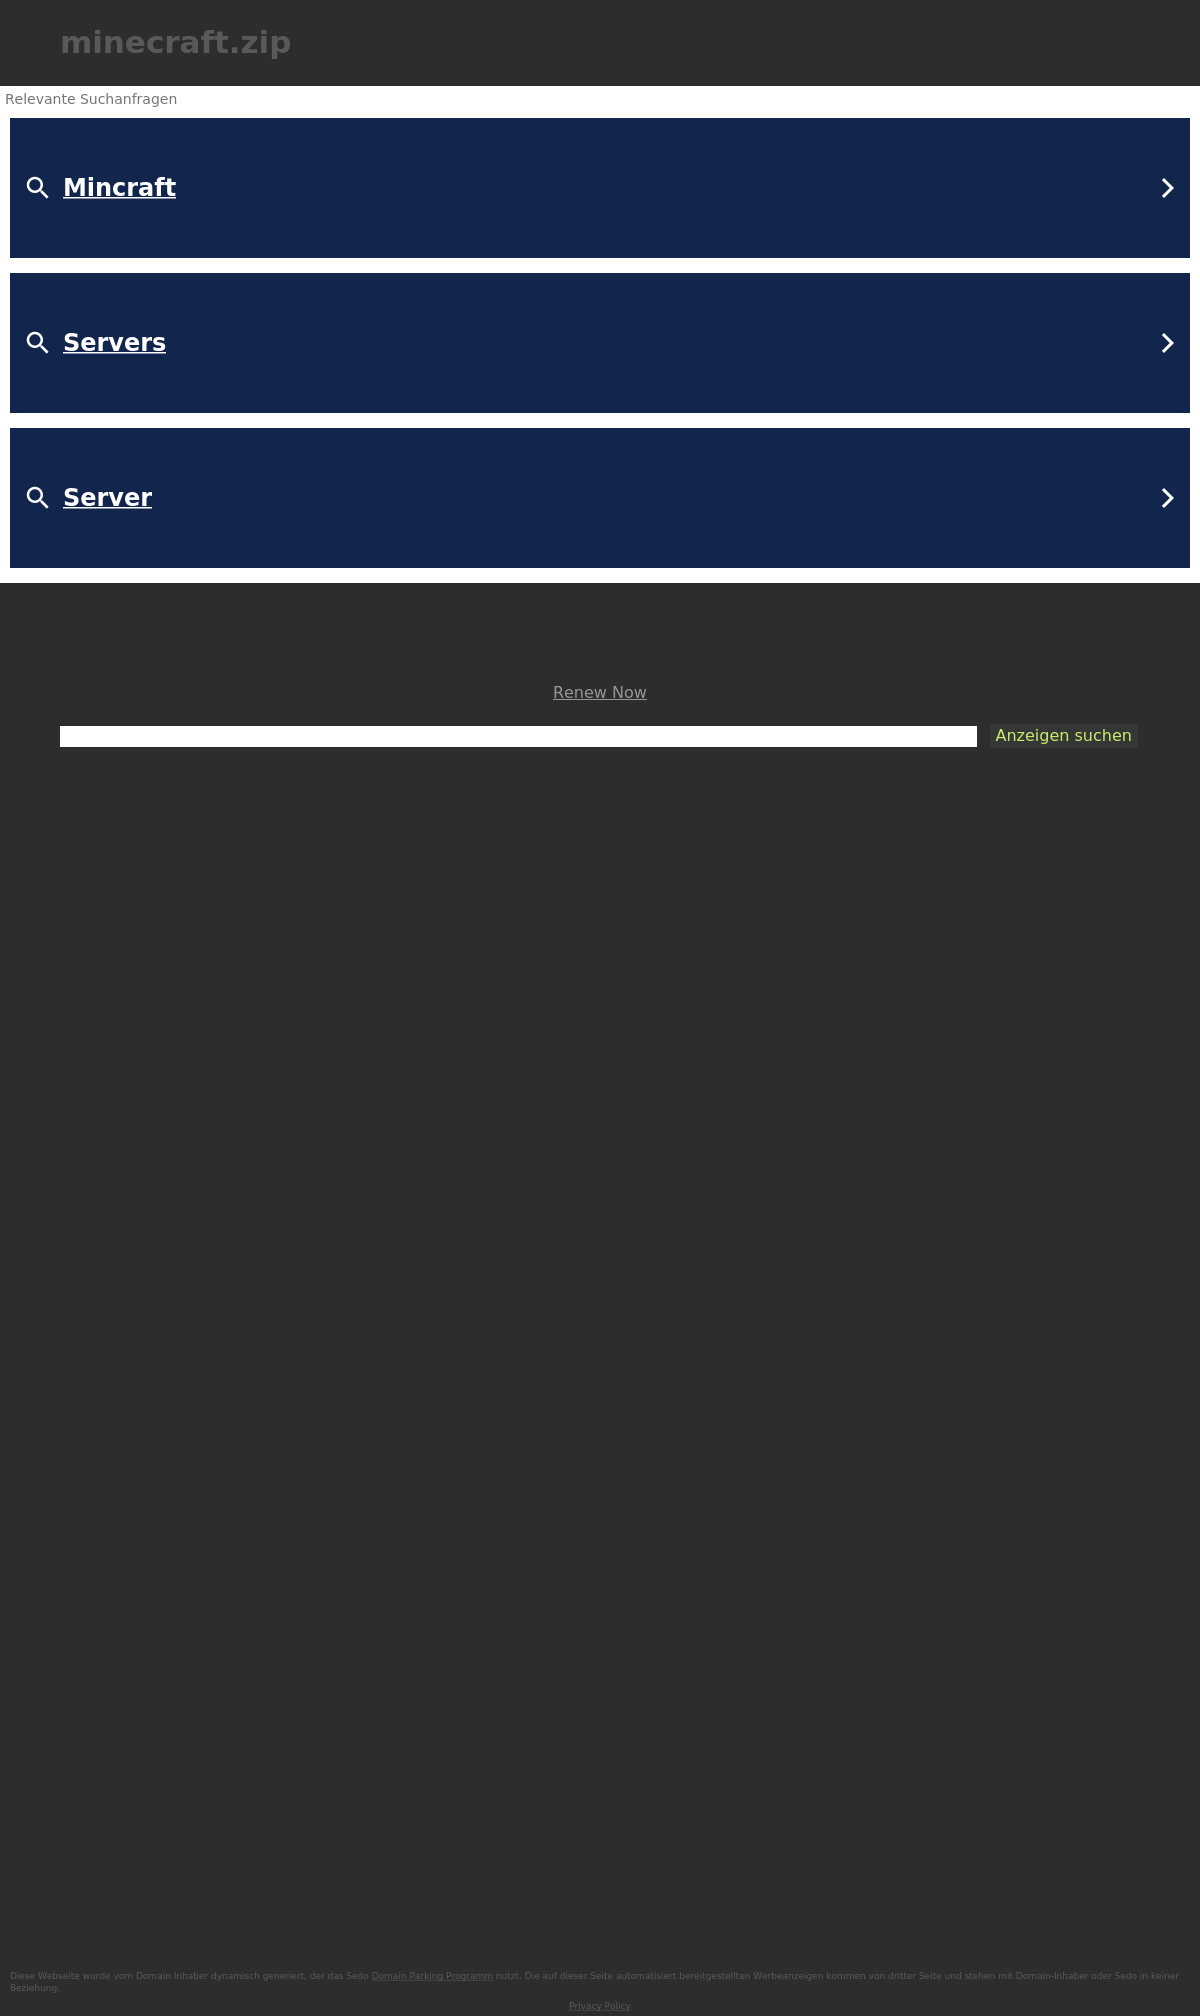 minecraft.zip
Relevante Suchanfragen
Mincraft
Servers
Server
Renew Now
Anzeigen suchen
Diese Webseite wurde vom Domain Inhaber dynamisch generiert, der das Sedo Domain Parking Programm nutzt. Die auf dieser Seite automatisiert bereitgestellten Werbeanzeigen kommen von dritter Seite und stehen mit Domain-Inhaber oder Sedo in keiner
Beziehung.
Privacy Policy